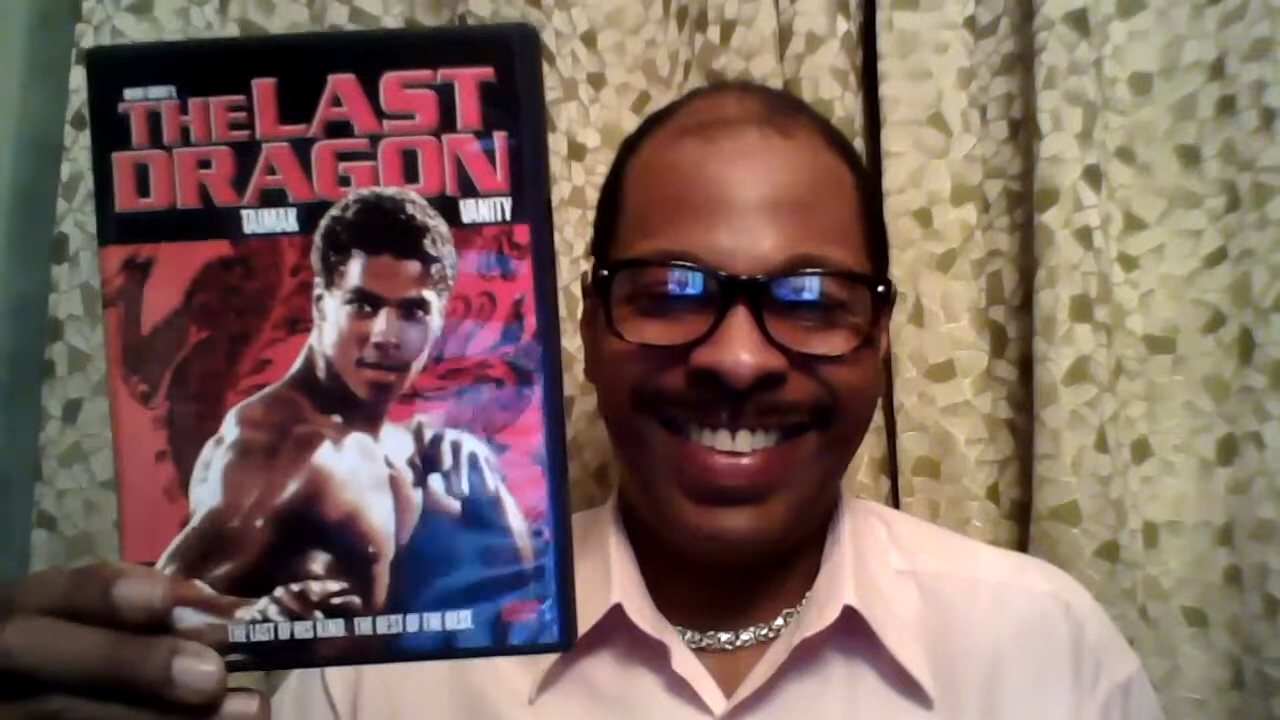 THE LAST
DRAGON
TAIMAK VANITY
THE LAST OF HIS KIND. THE BEST OF THE BEST.